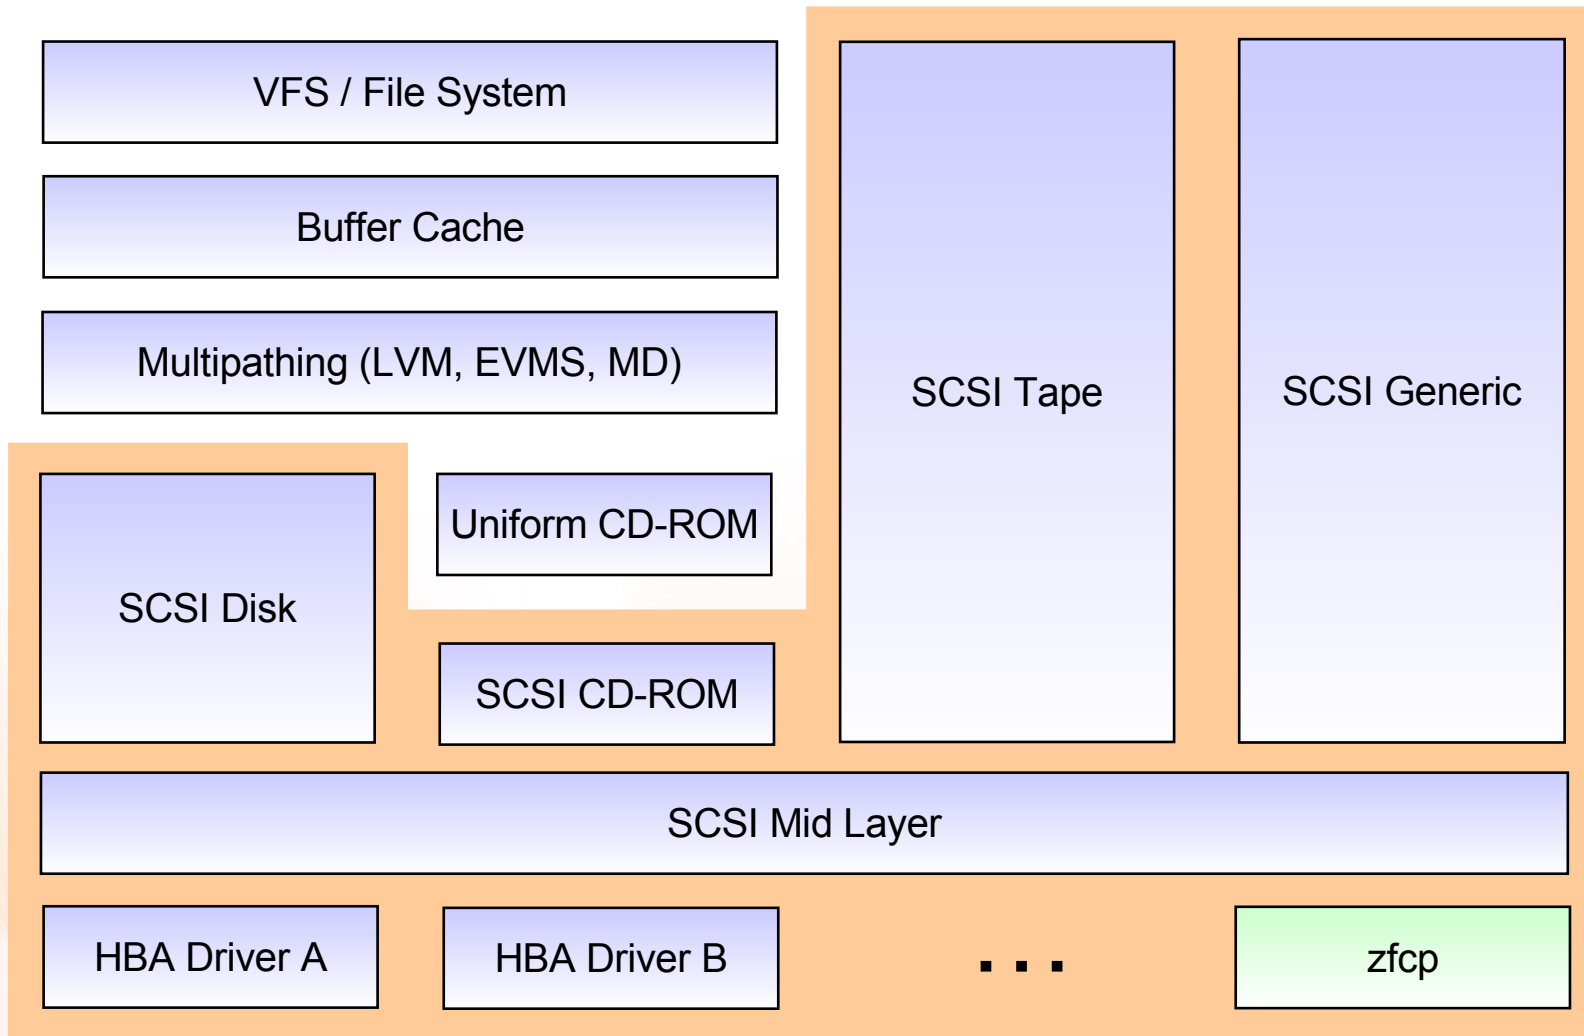 VFS / File System
Buffer Cache
Multipathing (LVM, EVMS, MD)
SCSI Tape
SCSI Generic
Uniform CD-ROM
SCSI Disk
SCSI CD-ROM
SCSI Mid Layer
HBA Driver A
HBA Driver B
...
zfcp